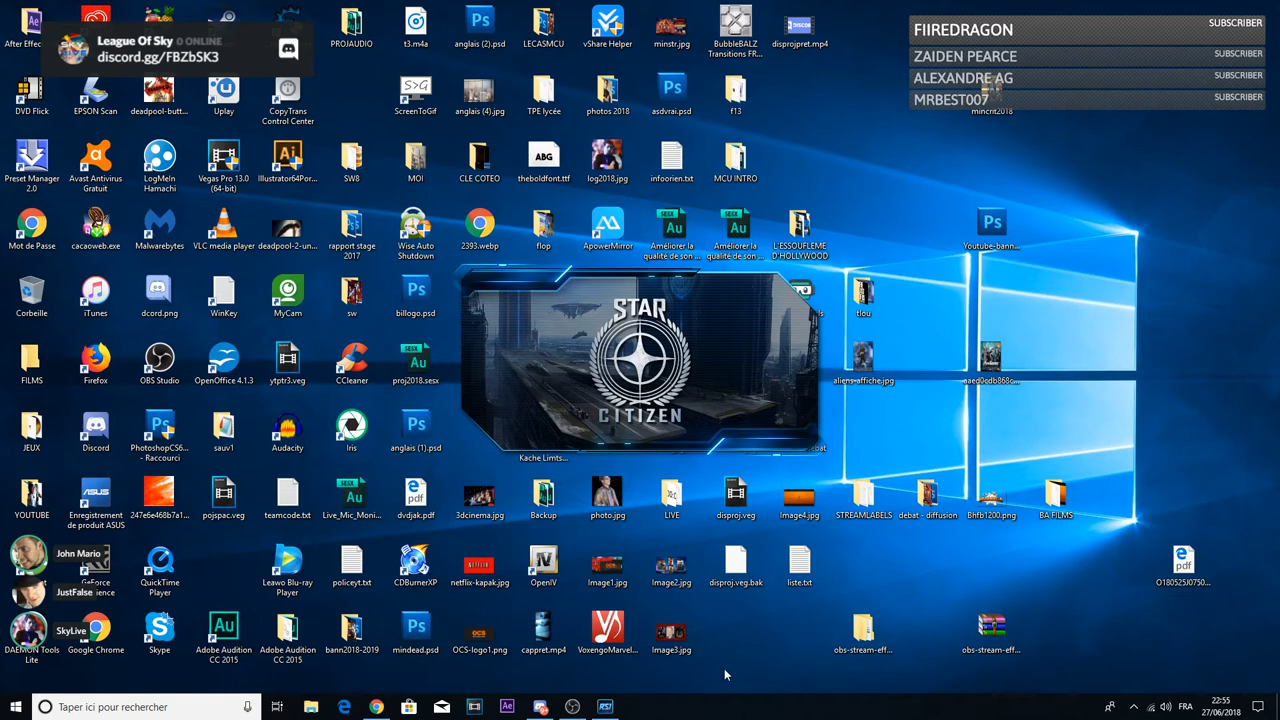 After Effec...
League Of Sky 0 ONLINE
discord.gg/FBZbSK3
PROJAUDIO
t3.m4a
anglais (2).psd
LECASMCU
vShare Helper
minstr.jpg
BubbleBALZ
Transitions FR...
disprojpret.mp4
FIIREDRAGON SUBSCRIBER
ZAIDEN PEARCE SUBSCRIBER
ALEXANDRE AG SUBSCRIBER
MRBEST007 SUBSCRIBER
DVD Flick
EPSON Scan
deadpool-butt...
Uplay
CopyTrans
Control Center
S>G
ScreenToGif
anglais (4).jpg
TPE lycée
photos 2018
asdvrai.psd
f13
mincrit2018
Preset Manager
2.0
Avast Antivirus
Gratuit
LogMeIn
Hamachi
Vegas Pro 13.0
(64-bit)
Illustrator64Por...
SW8
MOI
CLE COTEO
ABG
theboldfont.ttf
log2018.jpg
infoorien.txt
MCU INTRO
Mot de Passe
cacaoweb.exe
Malwarebytes
VLC media player
deadpool-2-un...
rapport stage
2017
Wise Auto
Shutdown
2393.webp
flop
ApowerMirror
Améliorer la
qualité de son ...
Améliorer la
qualité de son ...
L'ESSOUFLEME
D'HOLLYWOOD
Youtube-bann...
Corbeille
iTunes
dcord.png
WinKey
MyCam
sw
billogo.psd
STAR
CITIZEN
tlou
FILMS
Firefox
OBS Studio
OpenOffice 4.1.3
ytptr3.veg
CCleaner
proj2018.sesx
aliens-affiche.jpg
aaed0cdb868c...
JEUX
Discord
PhotoshopCS6...
- Raccourci
sauv1
Audacity
Iris
anglais (1).psd
Kache Limts...
YOUTUBE
Enregistrement
de produit ASUS
247e6e468b7a1...
pojspac.veg
teamcode.txt
Live_Mic_Moni...
dvdjak.pdf
3dcinema.jpg
Backup
photo.jpg
LIVE
disproj.veg
Image4.jpg
STREAMLABELS
debat - diffusion
Bhfb1200.png
BA FILMS
John Mario
JustFalse
SkyLive
QuickTime
Player
Leawo Blu-ray
Player
policeyt.txt
CDBurnerXP
NETFLIX
netflix-kapak.jpg
OpenIV
Image1.jpg
Image2.jpg
disproj.veg.bak
liste.txt
O180525J0750...
DAEMON Tools
Lite
Google Chrome
Skype
Adobe Audition
CC 2015
Adobe Audition
CC 2015
bann2018-2019
mindead.psd
OCS
OCS-logo1.png
cappret.mp4
VoxengoMarvel...
Image3.jpg
obs-stream-eff...
obs-stream-eff...
Taper ici pour rechercher
RSI
FRA
22:55
27/06/2018